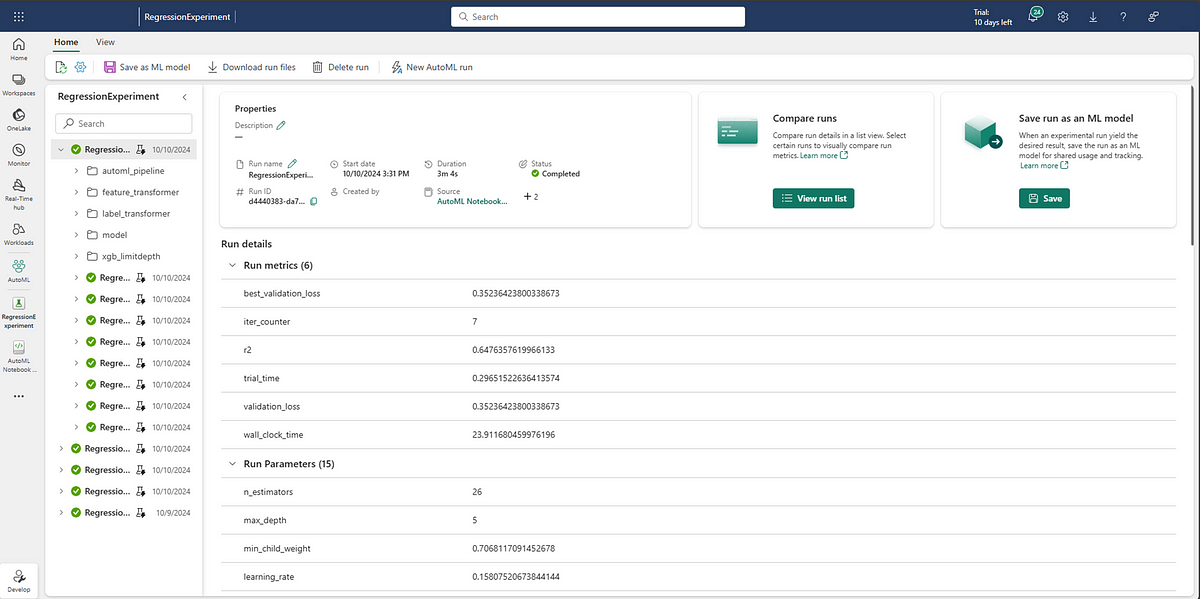 RegressionExperiment
Search
Trial:
10 days left
24
Home
View
Save as ML model
Download run files
Delete run
New AutoML run
Home
Workspaces
OneLake
Monitor
Real-Time
hub
Workloads
AutoML
RegressionE
xperiment
AutoML
Notebook ...
Develop
RegressionExperiment
Search
Regressio... 10/10/2024
automl_pipeline
feature_transformer
label_transformer
model
xgb_limitdepth
Regre... 10/10/2024
Regre... 10/10/2024
Regre... 10/10/2024
Regre... 10/10/2024
Regre... 10/10/2024
Regre... 10/10/2024
Regre... 10/10/2024
Regre... 10/10/2024
Regressio... 10/10/2024
Regressio... 10/10/2024
Regressio... 10/10/2024
Regressio... 10/9/2024
Properties
Description
—
Run name
RegressionExperi...
Start date
10/10/2024 3:31 PM
Duration
3m 4s
Status
Completed
Run ID
d4440383-da7...
Created by
Source
AutoML Notebook...
+ 2
Compare runs
Compare run details in a list view. Select
certain runs to visually compare run
metrics. Learn more
View run list
Save run as an ML model
When an experimental run yield the
desired result, save the run as an ML
model for shared usage and tracking.
Learn more
Save
Run details
Run metrics (6)
best_validation_loss 0.35236423800338673
iter_counter 7
r2 0.6476357619966133
trial_time 0.29651522636413574
validation_loss 0.35236423800338673
wall_clock_time 23.911680459976196
Run Parameters (15)
n_estimators 26
max_depth 5
min_child_weight 0.7068117091452678
learning_rate 0.15807520673844144